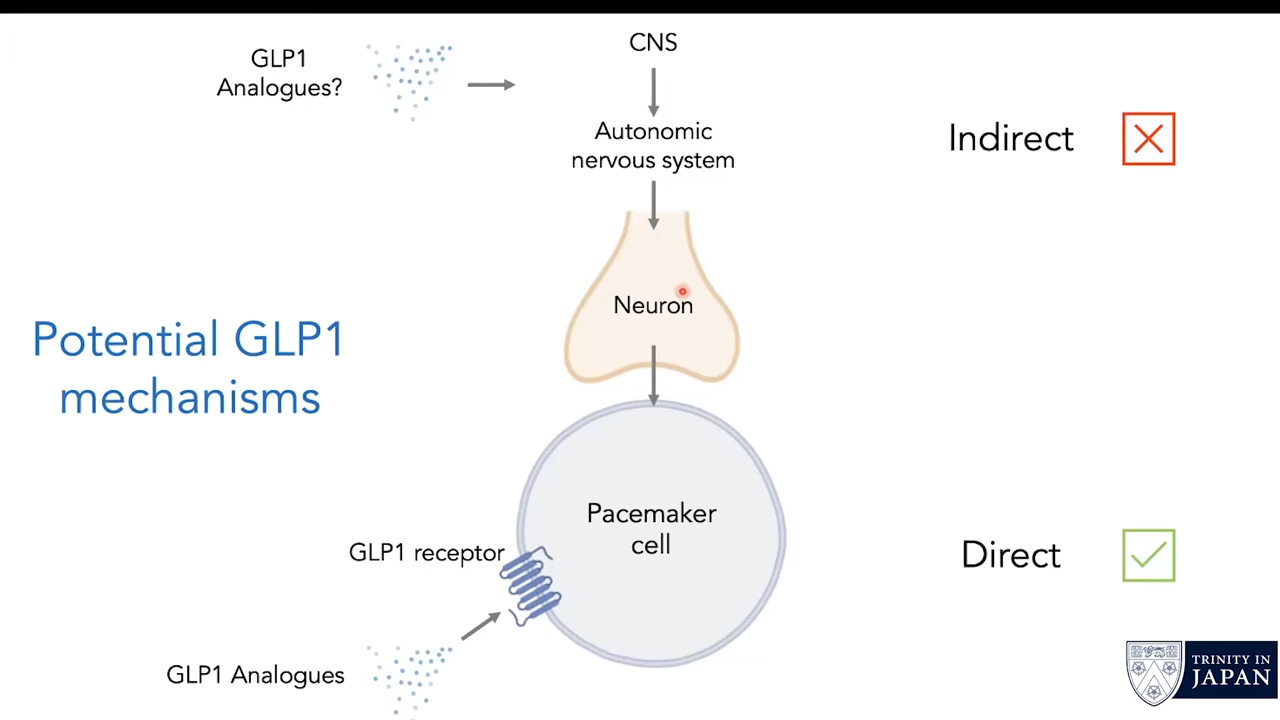 GLP1
Analogues?
CNS
Autonomic
nervous system
Indirect
Neuron
Potential GLP1
mechanisms
Pacemaker
cell
GLP1 receptor
Direct
GLP1 Analogues
TRINITY IN
JAPAN